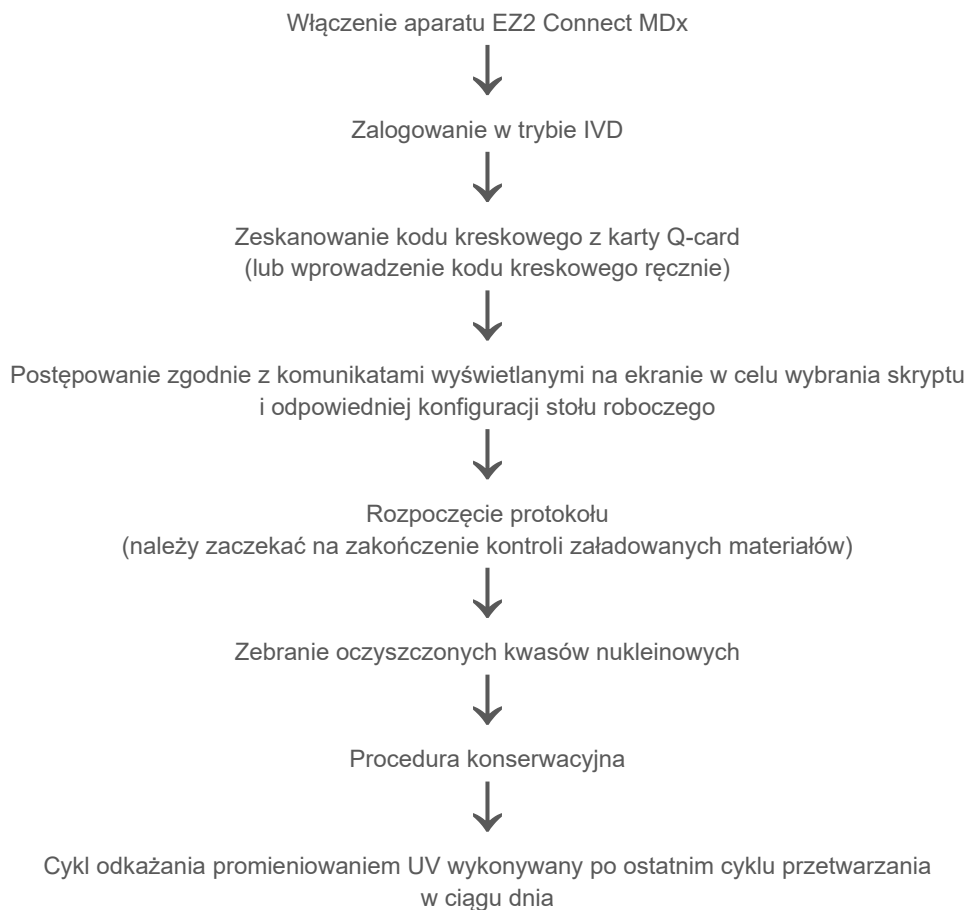 Włączenie aparatu EZ2 Connect MDx
Zalogowanie w trybie IVD
Zeskanowanie kodu kreskowego z karty Q-card
(lub wprowadzenie kodu kreskowego ręcznie)
Postępowanie zgodnie z komunikatami wyświetlanymi na ekranie w celu wybrania skryptu
i odpowiedniej konfiguracji stołu roboczego
Rozpoczęcie protokołu
(należy zaczekać na zakończenie kontroli załadowanych materiałów)
Zebranie oczyszczonych kwasów nukleinowych
Procedura konserwacyjna
Cykl odkażania promieniowaniem UV wykonywany po ostatnim cyklu przetwarzania
w ciągu dnia